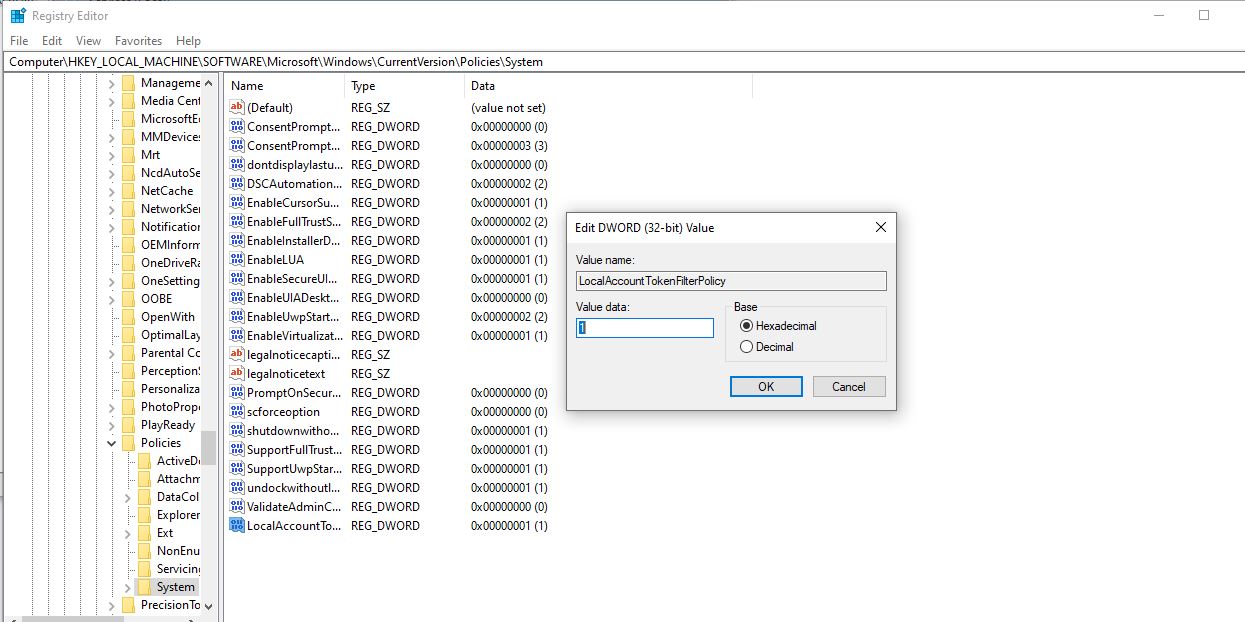 Registry Editor
File Edit View Favorites Help
Computer\HKEY_LOCAL_MACHINE\SOFTWARE\Microsoft\Windows\CurrentVersion\Policies\System
Manageme
Media Cent
MicrosoftEd
MMDevices
Mrt
NcdAutoSe
NetCache
NetworkSer
Notification
OEMInform
OneDriveRa
OneSetting
OOBE
OpenWith
OptimalLay
Parental Co
PerceptionS
Personaliza
PhotoPrope
PlayReady
Policies
ActiveDe
Attachm
DataCol
Explorer
Ext
NonEnu
Servicing
System
PrecisionTo
Name Type Data
(Default) REG_SZ (value not set)
ConsentPrompt... REG_DWORD 0x00000000 (0)
ConsentPrompt... REG_DWORD 0x00000003 (3)
dontdisplaylastu... REG_DWORD 0x00000000 (0)
DSCAutomation... REG_DWORD 0x00000002 (2)
EnableCursorSu... REG_DWORD 0x00000001 (1)
EnableFullTrustS... REG_DWORD 0x00000002 (2)
EnableInstallerD... REG_DWORD 0x00000001 (1)
EnableLUA REG_DWORD 0x00000001 (1)
EnableSecureUI... REG_DWORD 0x00000001 (1)
EnableUIADeskt... REG_DWORD 0x00000000 (0)
EnableUwpStart... REG_DWORD 0x00000002 (2)
EnableVirtualizat... REG_DWORD 0x00000001 (1)
legalnoticecapti... REG_SZ
legalnoticetext REG_SZ
PromptOnSecur... REG_DWORD 0x00000000 (0)
scforceoption REG_DWORD 0x00000000 (0)
shutdownwitho... REG_DWORD 0x00000001 (1)
SupportFullTrust... REG_DWORD 0x00000001 (1)
SupportUwpStar... REG_DWORD 0x00000001 (1)
undockwithoutl... REG_DWORD 0x00000001 (1)
ValidateAdminC... REG_DWORD 0x00000000 (0)
LocalAccountTo... REG_DWORD 0x00000001 (1)
Edit DWORD (32-bit) Value
Value name:
LocalAccountTokenFilterPolicy
Value data: Base
1 Hexadecimal
Decimal
OK Cancel